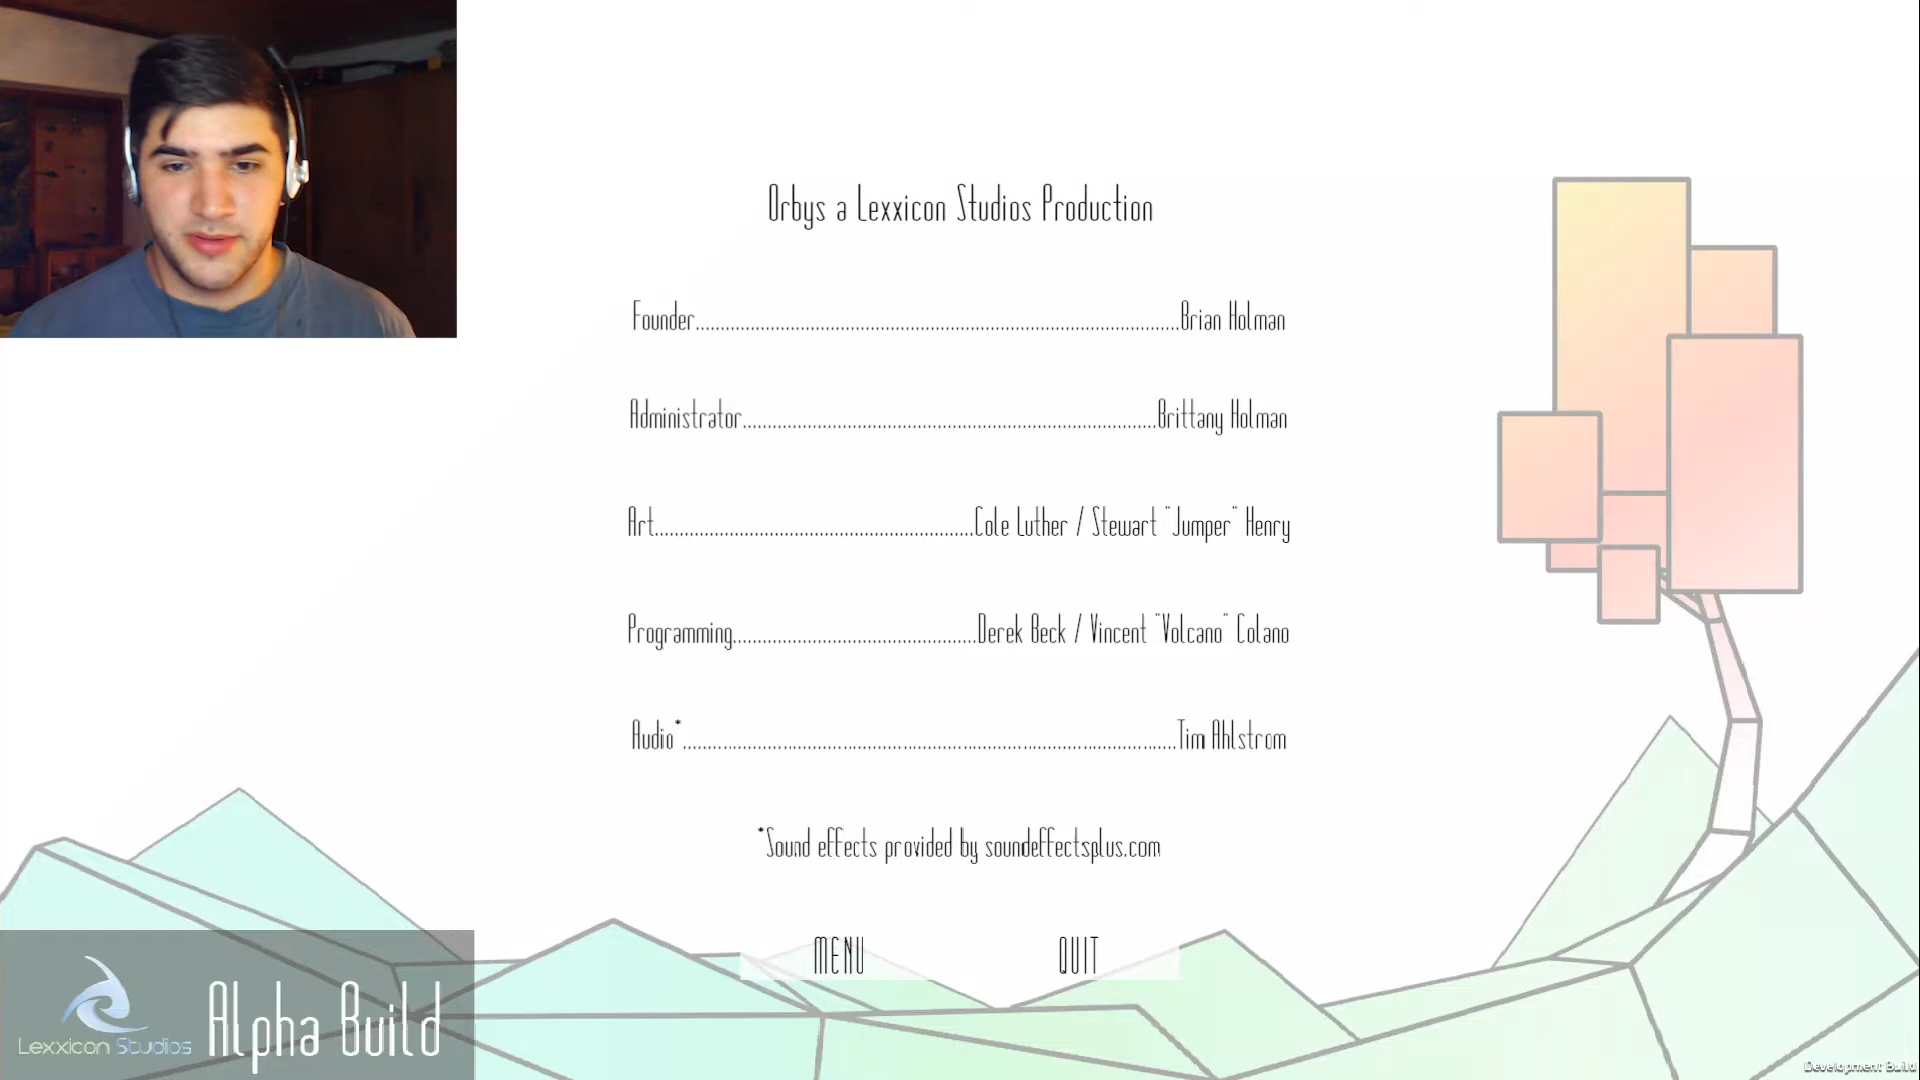 Orbys a Lexxicon Studios Production
Founder....................................................................................................Brian Holman
Administrator.....................................................................................Brittany Holman
Art..................................................................Cole Luther / Stewart "Jumper" Henry
Programming..................................................Derek Beck / Vincent "Volcano" Colano
Audio*......................................................................................................Tim Ahlstrom
*Sound effects provided by soundeffectsplus.com
MENU QUIT
Lexxicon Studios Alpha Build
Development Build